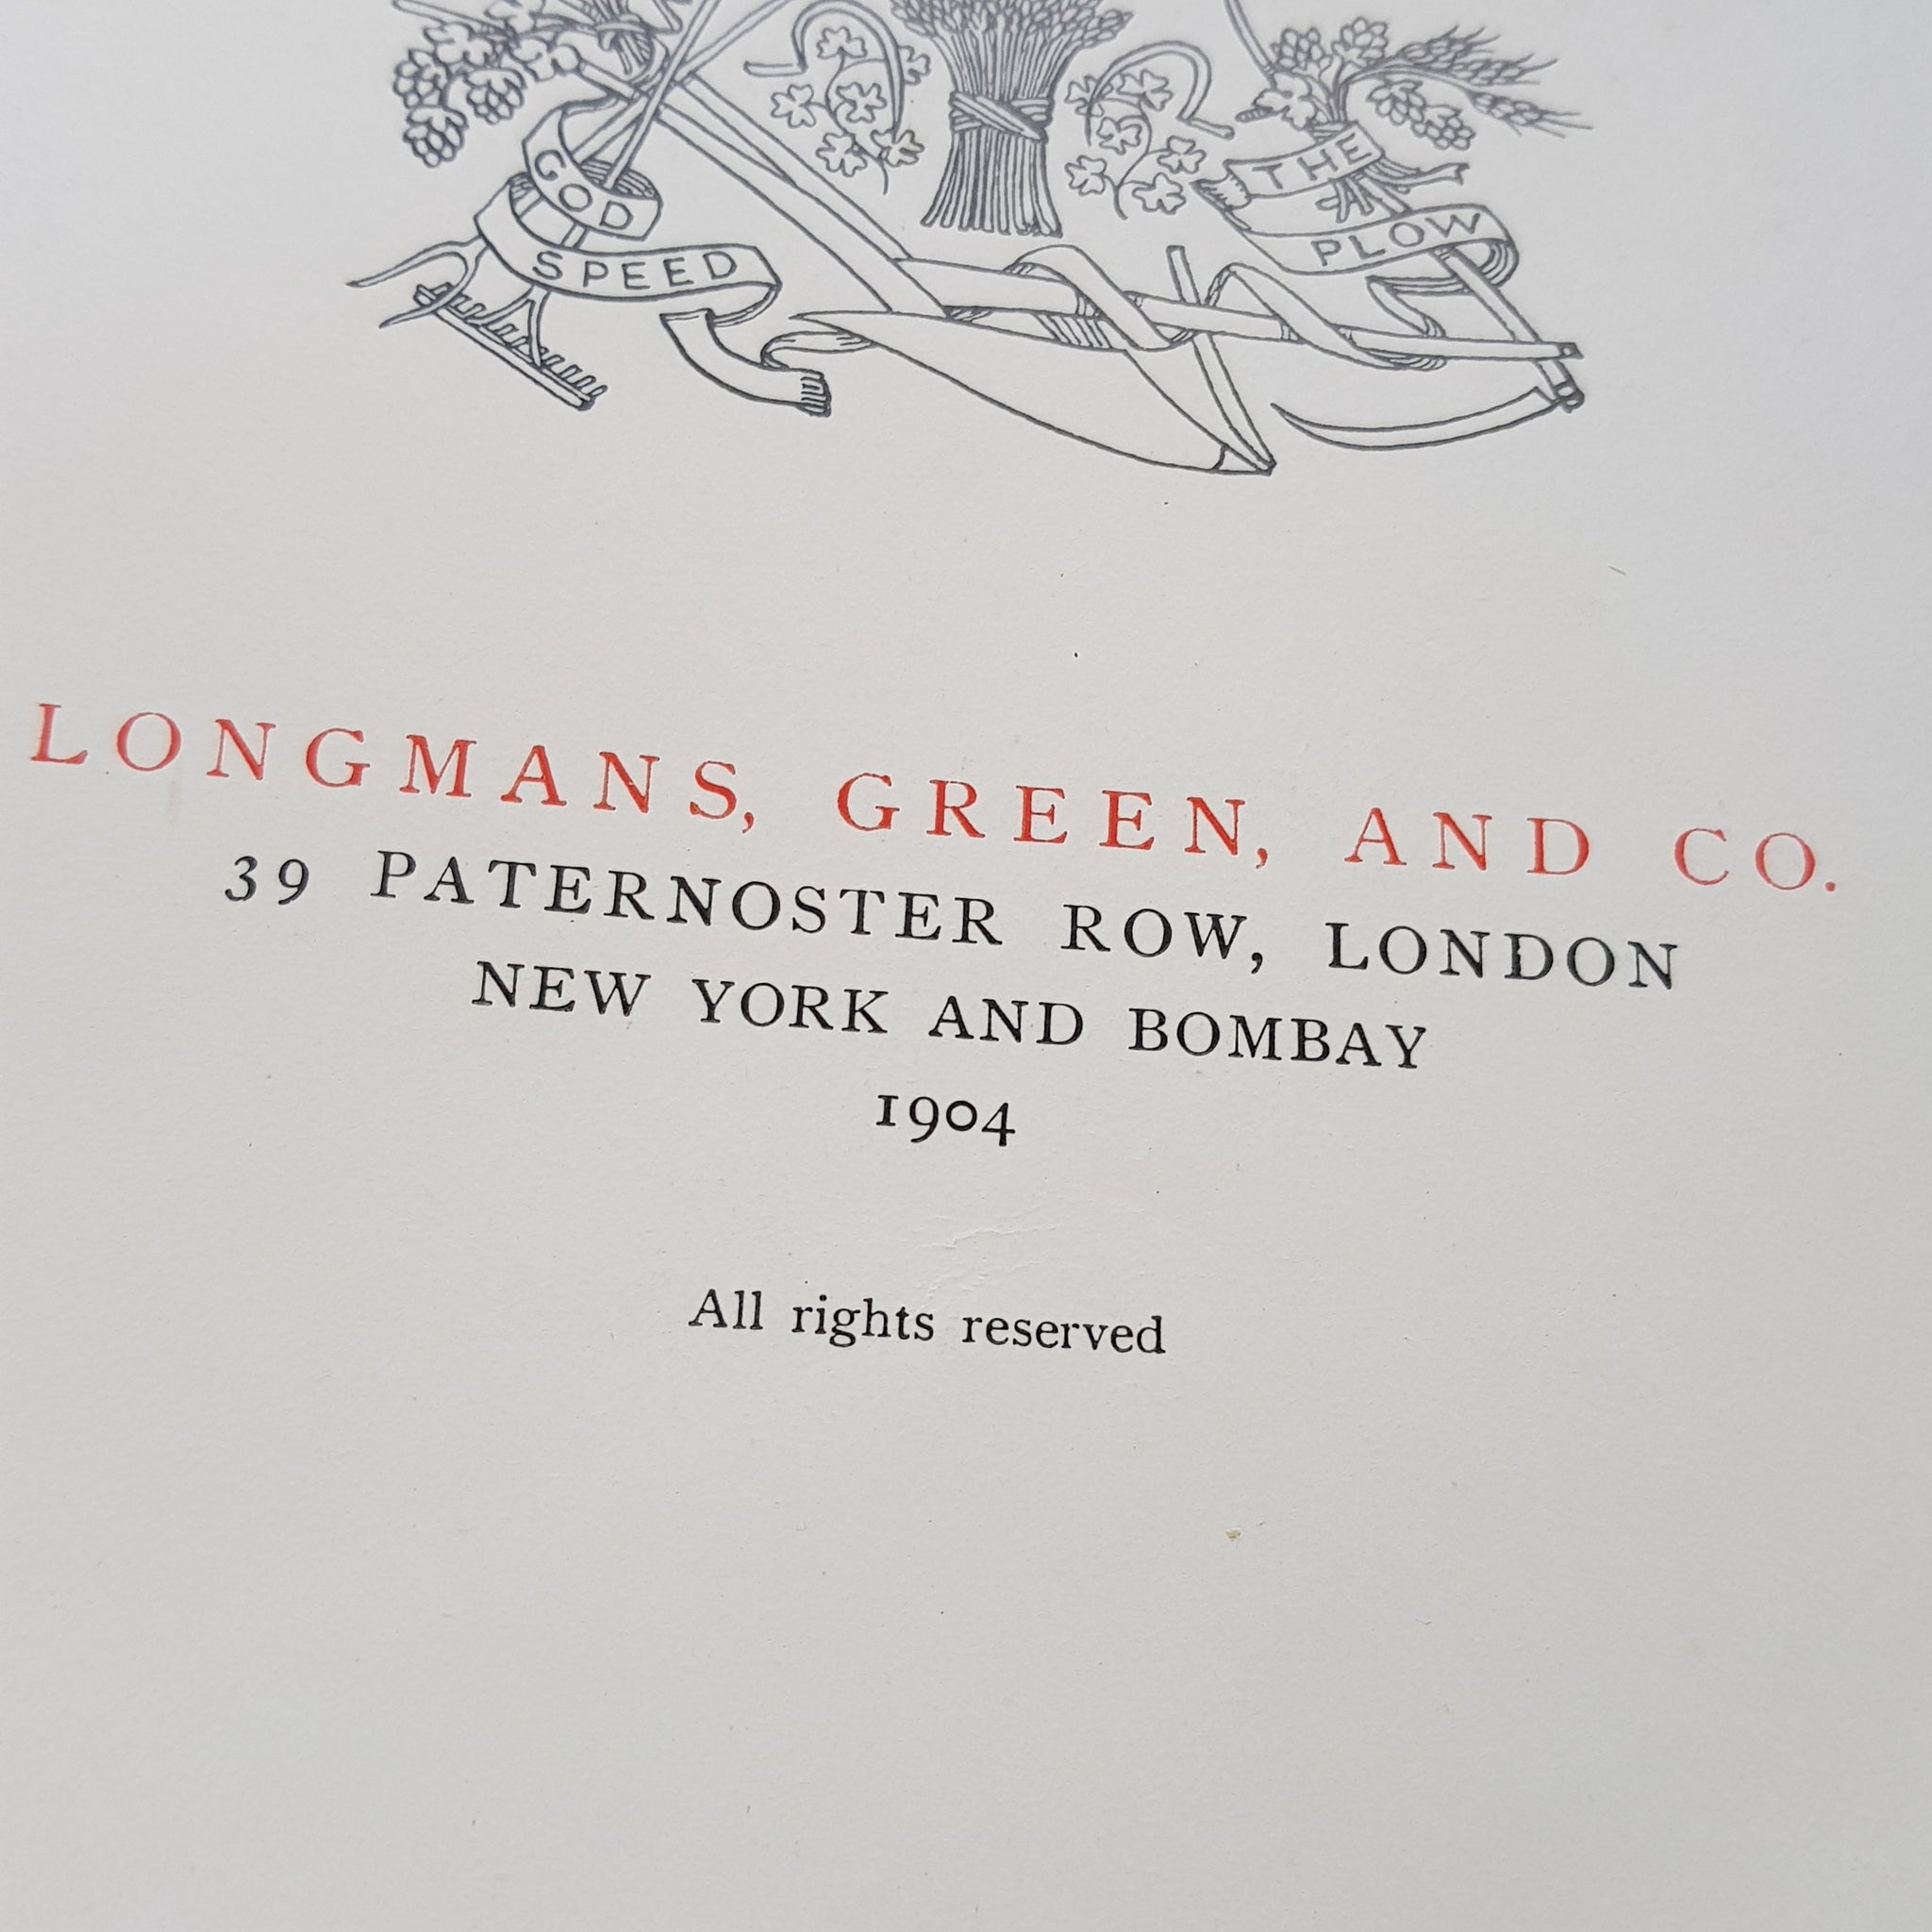 GOD
SPEED
THE
PLOW
LONGMANS, GREEN, AND CO.
39 PATERNOSTER ROW, LONDON
NEW YORK AND BOMBAY
1904
All rights reserved